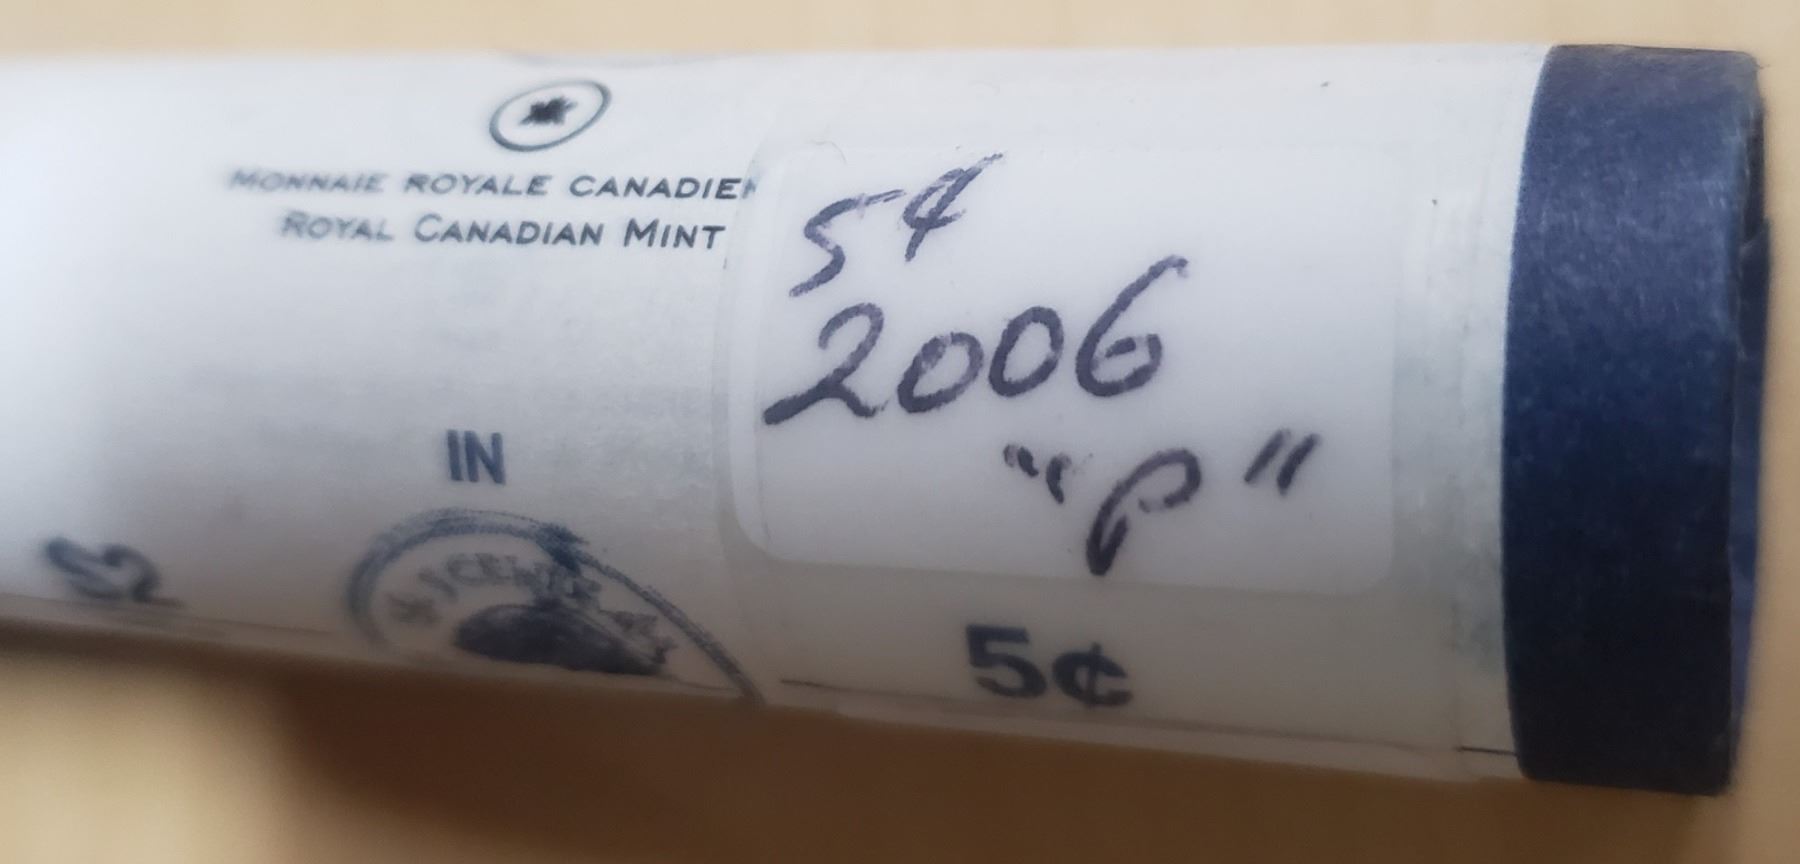 MONNAIE ROYALE CANADIEN
ROYAL CANADIAN MINT
5¢
2006
"P"
IN
5¢